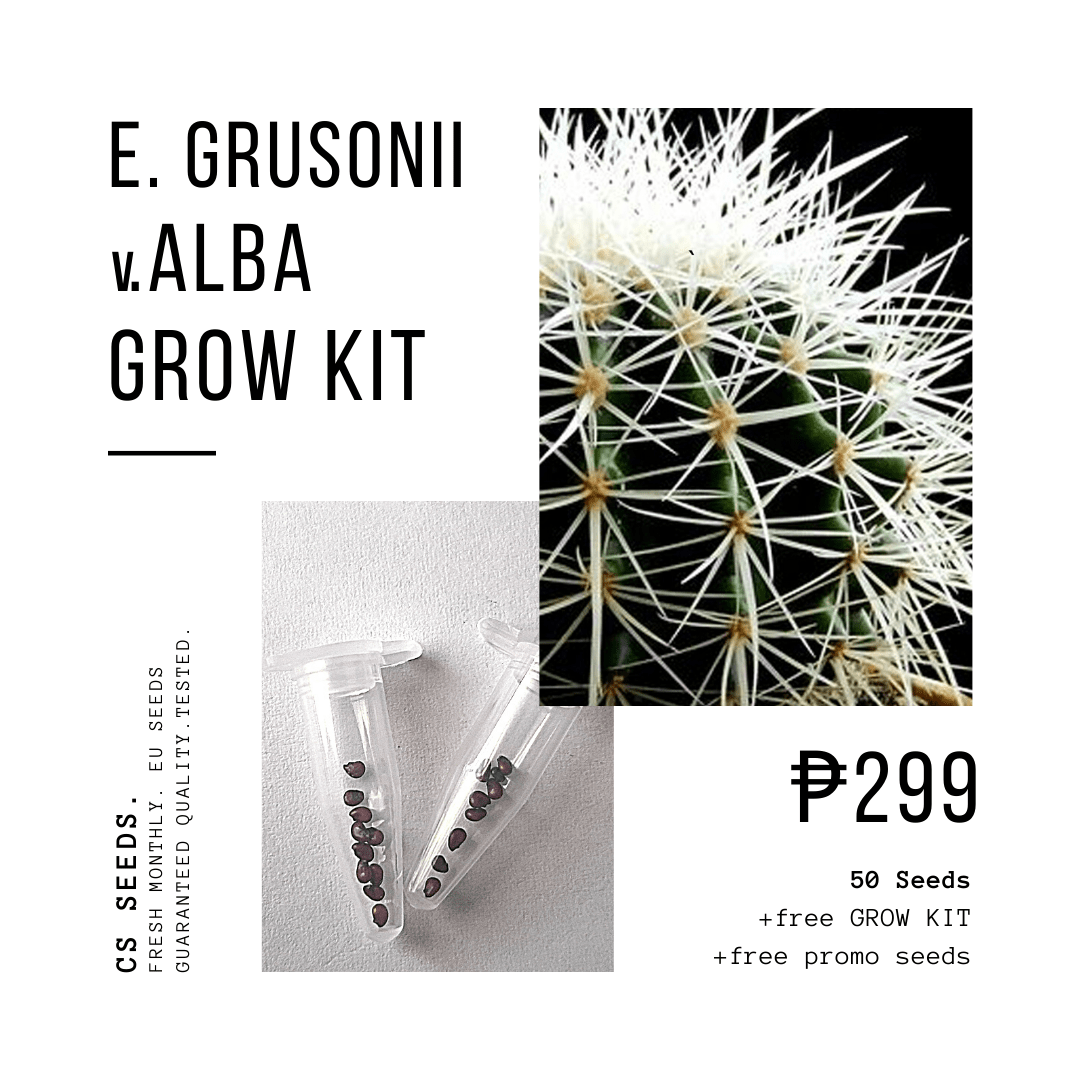 E. GRUSONII
v.ALBA
GROW KIT
CS SEEDS.
FRESH MONTHLY. EU SEEDS
GUARANTEED QUALITY.TESTED.
₱299
50 Seeds
+free GROW KIT
+free promo seeds